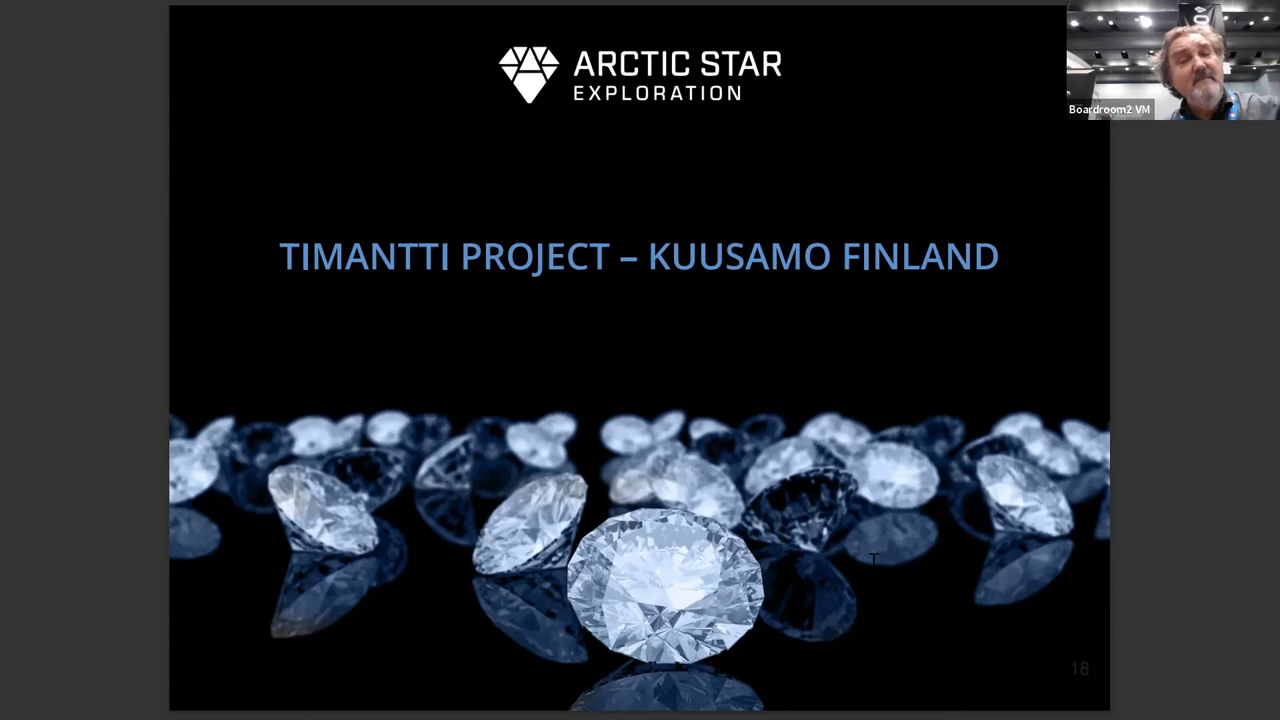 ARCTIC STAR
EXPLORATION
Boardroom2 VM
TIMANTTI PROJECT – KUUSAMO FINLAND
18